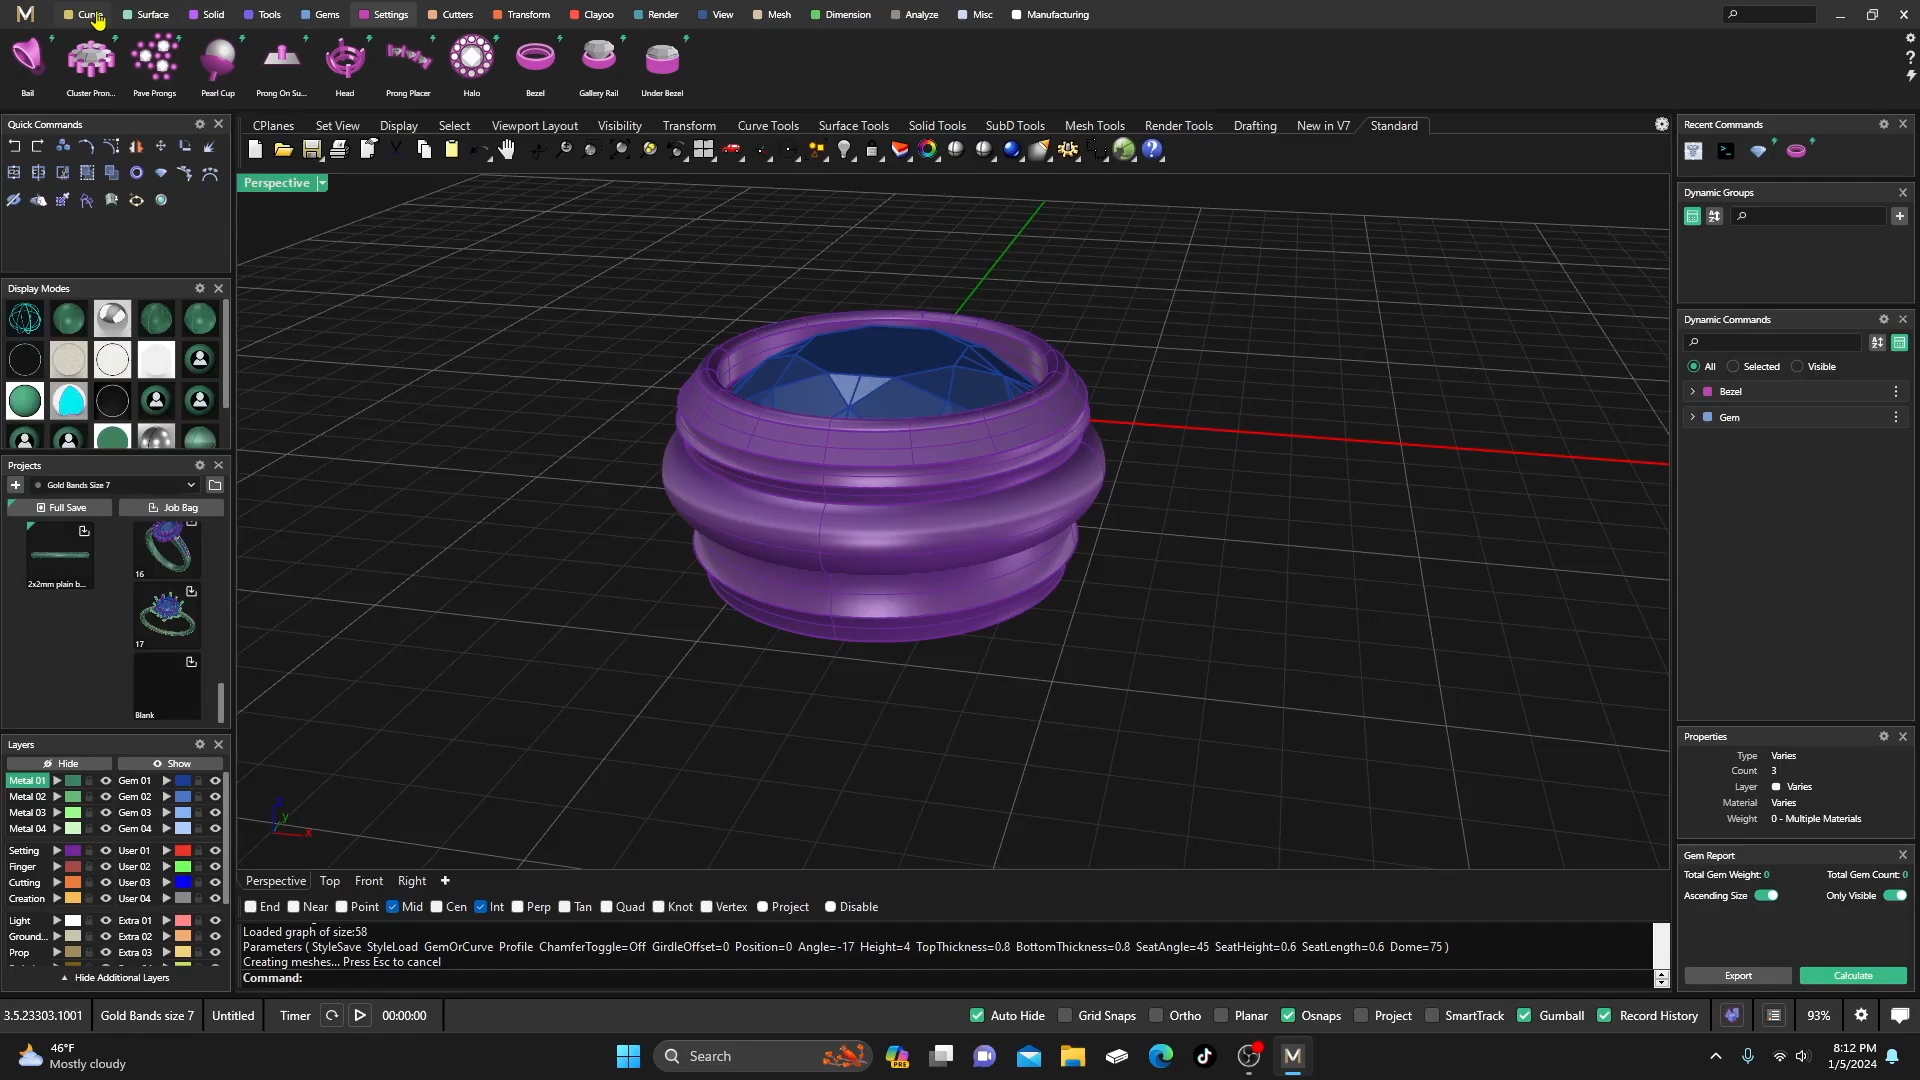 Surface Solid Tools Gems Settings Cutters Transform Clayoo Render View Mesh Dimension Analyze Misc Manufacturing
Bail Cluster Pron... Pave Prongs Pearl Cup Prong On Su... Head Prong Placer Halo Bezel Gallery Rail Under Bezel
Quick Commands
CPlanes Set View Display Select Viewport Layout Visibility Transform Curve Tools Surface Tools Solid Tools SubD Tools Mesh Tools Render Tools Drafting New in V7 Standard
Recent Commands
Perspective
Dynamic Groups
Display Modes
Dynamic Commands
All Selected Visible
Bezel
Gem
Projects
Gold Bands Size 7
Full Save Job Bag
2x2mm plain b...
16
17
Blank
Layers
Hide Show
Metal 01 Gem 01
Metal 02 Gem 02
Metal 03 Gem 03
Metal 04 Gem 04
Setting User 01
Finger User 02
Cutting User 03
Creation User 04
Light Extra 01
Ground... Extra 02
Prop Extra 03
Hide Additional Layers
Properties
Type Varies
Count 3
Layer Varies
Material Varies
Weight 0 - Multiple Materials
Gem Report
Total Gem Weight: 0 Total Gem Count: 0
Ascending Size Only Visible
Export Calculate
z
y
x
Perspective Top Front Right
End Near Point Mid Cen Int Perp Tan Quad Knot Vertex Project Disable
Loaded graph of size:58
Parameters ( StyleSave StyleLoad GemOrCurve Profile ChamferToggle=Off GirdleOffset=0 Position=0 Angle=-17 Height=4 TopThickness=0.8 BottomThickness=0.8 SeatAngle=45 SeatHeight=0.6 SeatLength=0.6 Dome=75 )
Creating meshes... Press Esc to cancel
Command:
3.5.23303.1001 Gold Bands size 7 Untitled Timer 00:00:00 Auto Hide Grid Snaps Ortho Planar Osnaps Project SmartTrack Gumball Record History 93%
46°F
Mostly cloudy
Search
PRE
8:12 PM
1/5/2024